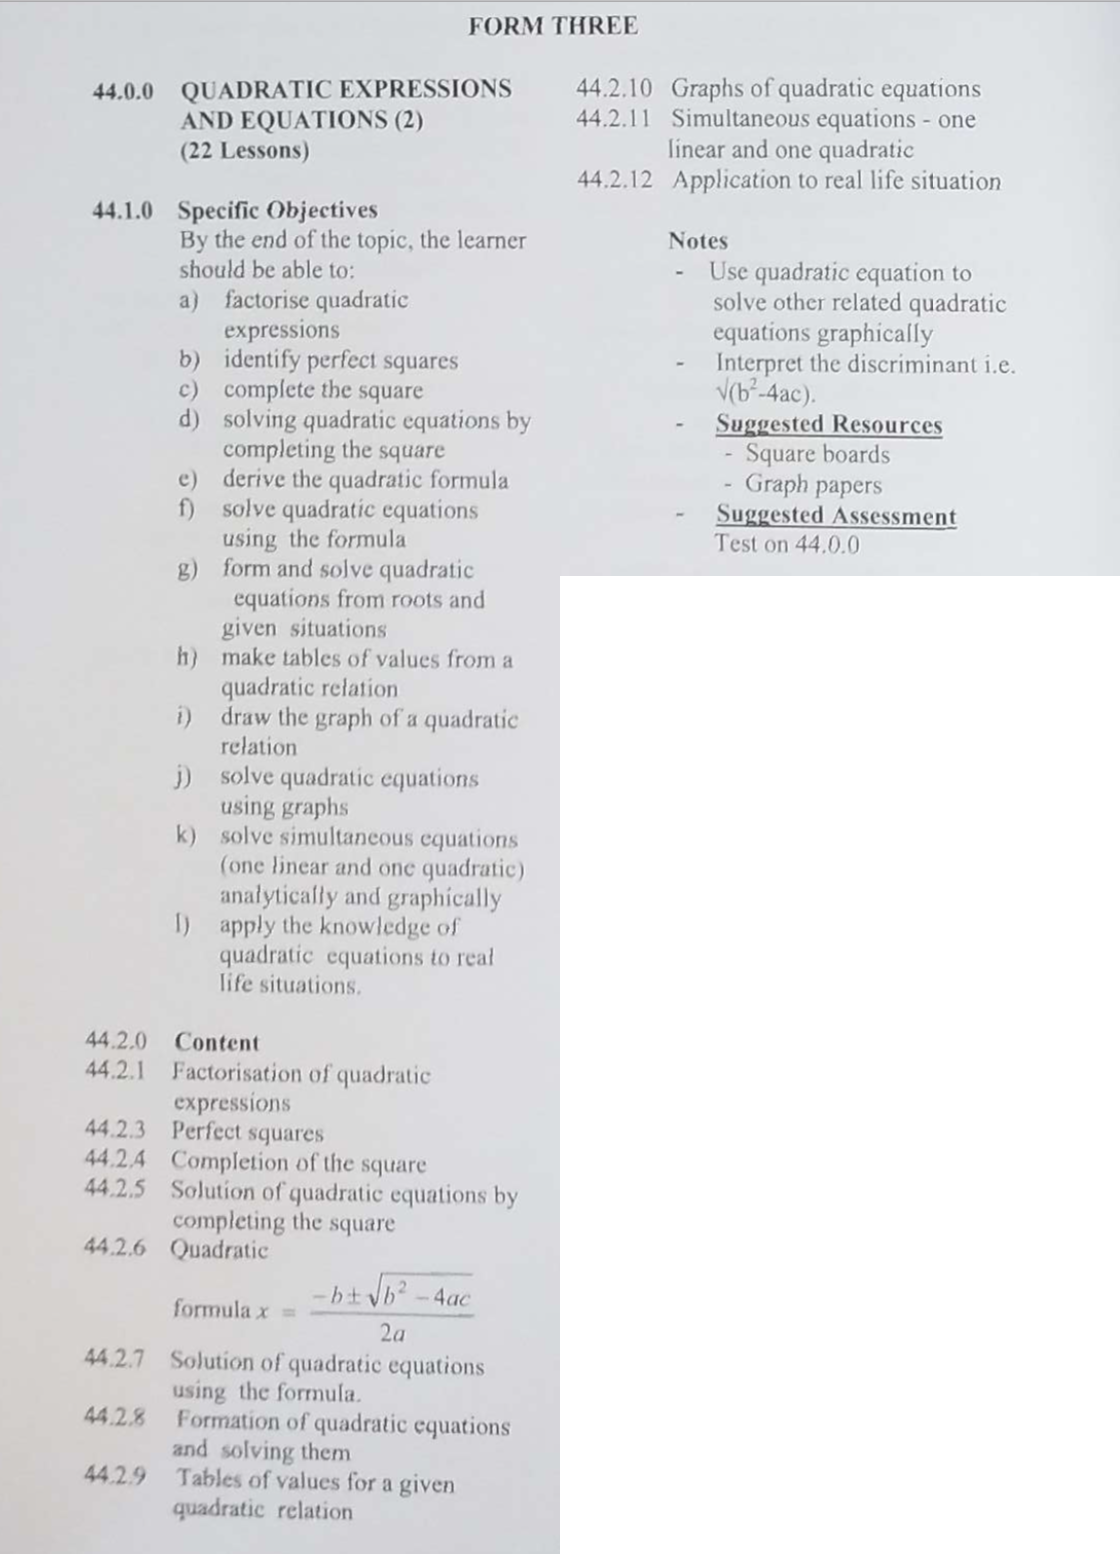 FORM THREE
44.0.0 QUADRATIC EXPRESSIONS
AND EQUATIONS (2)
(22 Lessons)
44.1.0 Specific Objectives
By the end of the topic, the learner
should be able to:
a) factorise quadratic
expressions
b) identify perfect squares
c) complete the square
d) solving quadratic equations by
completing the square
e) derive the quadratic formula
f) solve quadratic equations
using the formula
g) form and solve quadratic
equations from roots and
given situations
h) make tables of values from a
quadratic relation
i) draw the graph of a quadratic
relation
j) solve quadratic equations
using graphs
k) solve simultaneous equations
(one linear and one quadratic)
analytically and graphically
l) apply the knowledge of
quadratic equations to real
life situations.
44.2.0 Content
44.2.1 Factorisation of quadratic
expressions
44.2.3 Perfect squares
44.2.4 Completion of the square
44.2.5 Solution of quadratic equations by
completing the square
44.2.6 Quadratic
formula x = (-b ± √(b² - 4ac)) / 2a
44.2.7 Solution of quadratic equations
using the formula.
44.2.8 Formation of quadratic equations
and solving them
44.2.9 Tables of values for a given
quadratic relation
44.2.10 Graphs of quadratic equations
44.2.11 Simultaneous equations - one
linear and one quadratic
44.2.12 Application to real life situation
Notes
- Use quadratic equation to
solve other related quadratic
equations graphically
- Interpret the discriminant i.e.
√(b²-4ac).
- Suggested Resources
- Square boards
- Graph papers
- Suggested Assessment
Test on 44.0.0